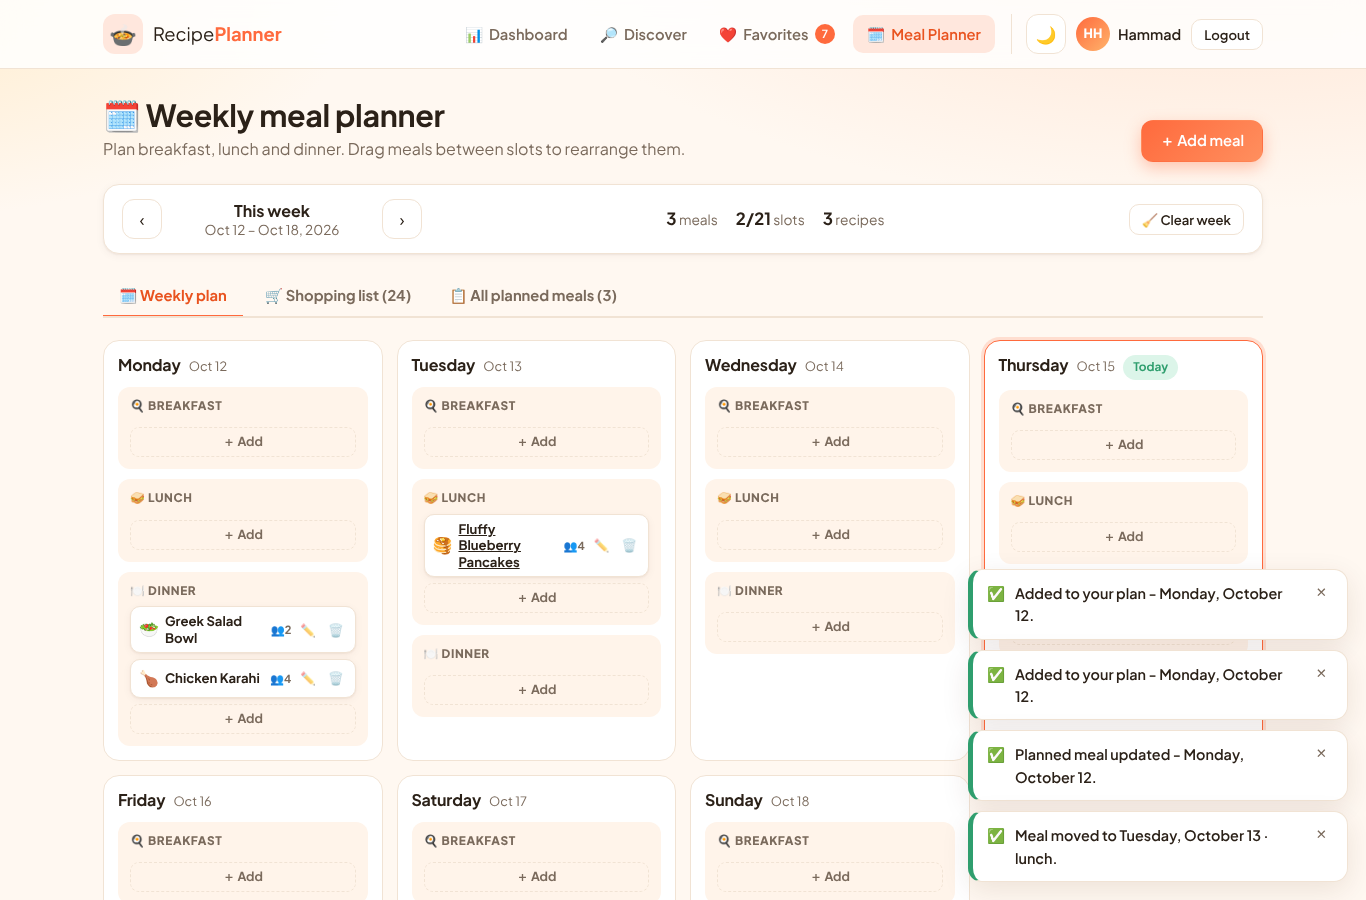 RecipePlanner
Dashboard
Discover
Favorites 7
Meal Planner
HH Hammad
Logout
Weekly meal planner
Plan breakfast, lunch and dinner. Drag meals between slots to rearrange them.
+ Add meal
‹
This week
Oct 12 – Oct 18, 2026
›
3 meals 2/21 slots 3 recipes
Clear week
Weekly plan
Shopping list (24)
All planned meals (3)
Monday Oct 12
BREAKFAST
+ Add
LUNCH
+ Add
DINNER
Greek Salad
Bowl
2
Chicken Karahi
4
+ Add
Tuesday Oct 13
BREAKFAST
+ Add
LUNCH
Fluffy
Blueberry
Pancakes
4
+ Add
DINNER
+ Add
Wednesday Oct 14
BREAKFAST
+ Add
LUNCH
+ Add
DINNER
+ Add
Thursday Oct 15 Today
BREAKFAST
+ Add
LUNCH
+ Add
Friday Oct 16
BREAKFAST
+ Add
Saturday Oct 17
BREAKFAST
+ Add
Sunday Oct 18
BREAKFAST
+ Add
Added to your plan - Monday, October
12.
×
Added to your plan - Monday, October
12.
×
Planned meal updated - Monday,
October 12.
×
Meal moved to Tuesday, October 13 ·
lunch.
×